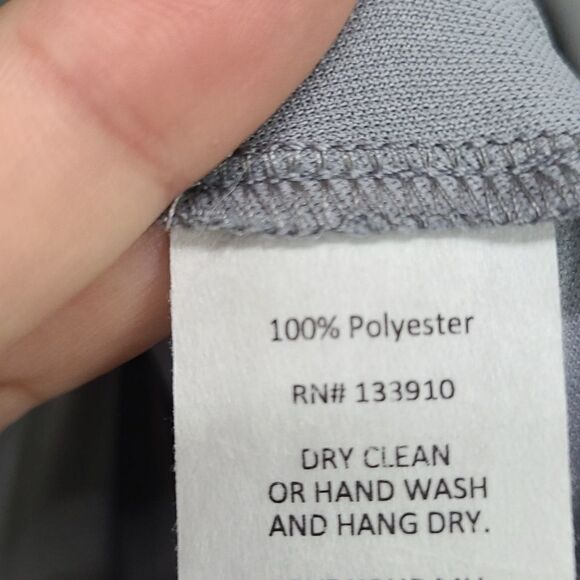 100% Polyester
RN# 133910
DRY CLEAN
OR HAND WASH
AND HANG DRY.